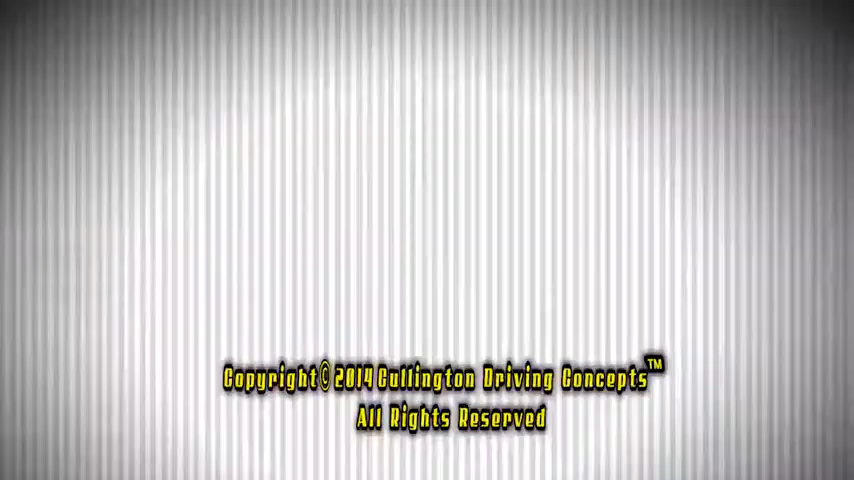 Copyright©2014 Cullington Driving Concepts™
All Rights Reserved